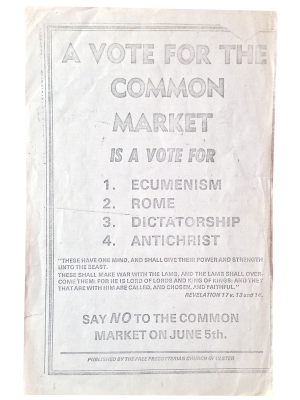 A VOTE FOR THE
COMMON
MARKET
IS A VOTE FOR
1. ECUMENISM
2. ROME
3. DICTATORSHIP
4. ANTICHRIST
"THESE HAVE ONE MIND, AND SHALL GIVE THEIR POWER AND STRENGTH
UNTO THE BEAST.
THESE SHALL MAKE WAR WITH THE LAMB, AND THE LAMB SHALL OVER-
COME THEM: FOR HE IS LORD OF LORDS AND KING OF KINGS: AND THEY
THAT ARE WITH HIM ARE CALLED, AND CHOSEN, AND FAITHFUL."
REVELATION 17 v. 13 and 14.
SAY NO TO THE COMMON
MARKET ON JUNE 5th.
PUBLISHED BY THE FREE PRESBYTERIAN CHURCH OF ULSTER